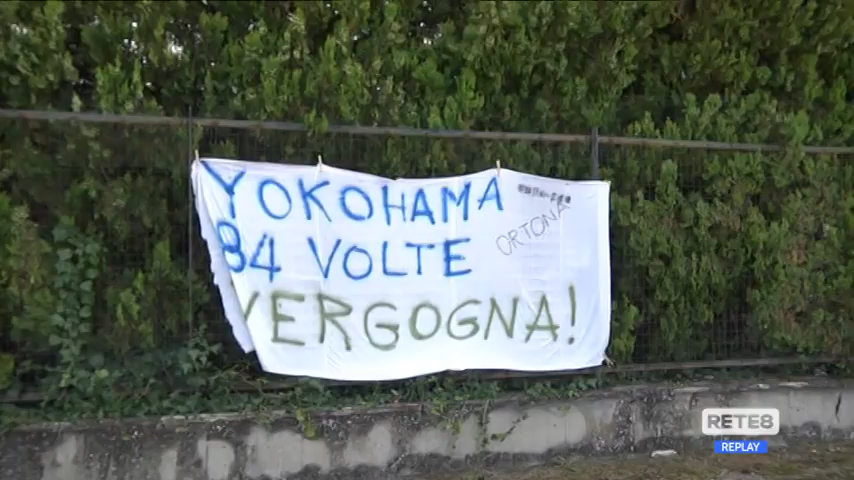 YOKOHAMA
84 VOLTE
ORTONA
VERGOGNA!
RETE8
REPLAY